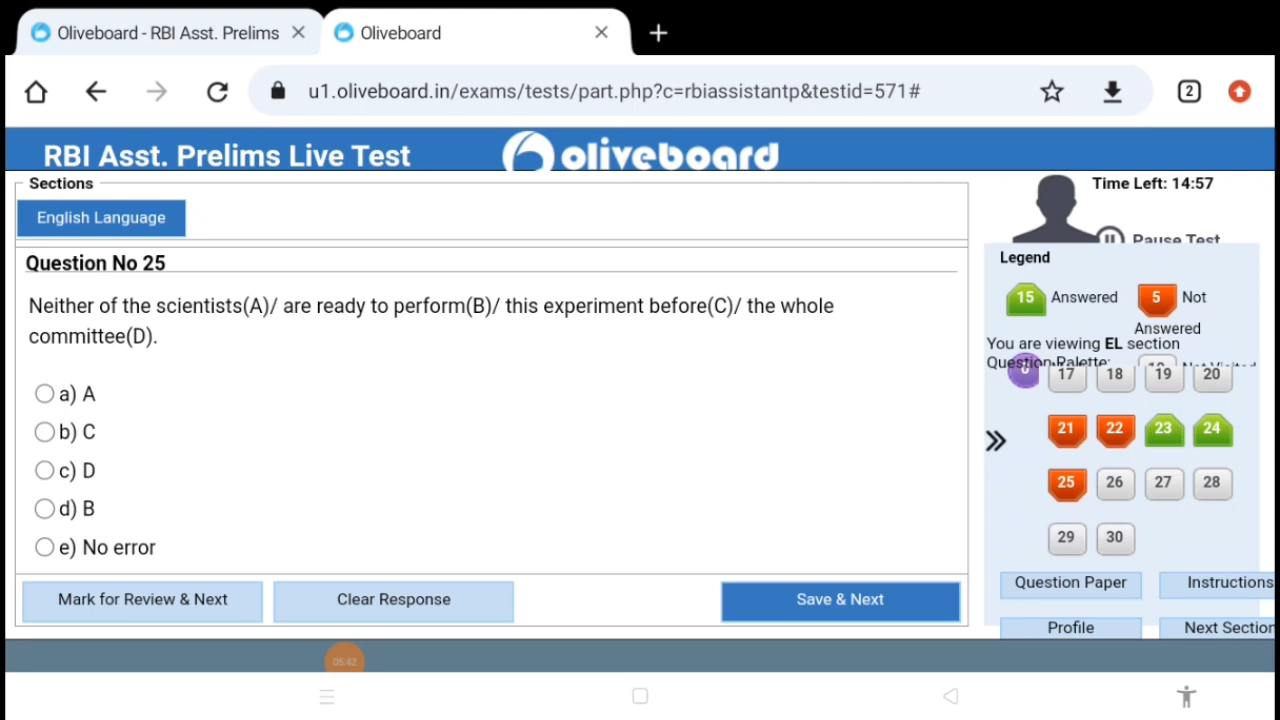 Oliveboard - RBI Asst. Prelims
Oliveboard
u1.oliveboard.in/exams/tests/part.php?c=rbiassistantp&testid=571#
2
RBI Asst. Prelims Live Test
oliveboard
Sections
English Language
Time Left: 14:57
Pause Test
Question No 25
Neither of the scientists(A)/ are ready to perform(B)/ this experiment before(C)/ the whole
committee(D).
a) A
b) C
c) D
d) B
e) No error
Mark for Review & Next
Clear Response
Save & Next
Legend
15 Answered
5 Not
Answered
You are viewing EL section
Question Palette:
17 18 19 20
21 22 23 24
25 26 27 28
29 30
Question Paper
Instructions
Profile
Next Section
05:42